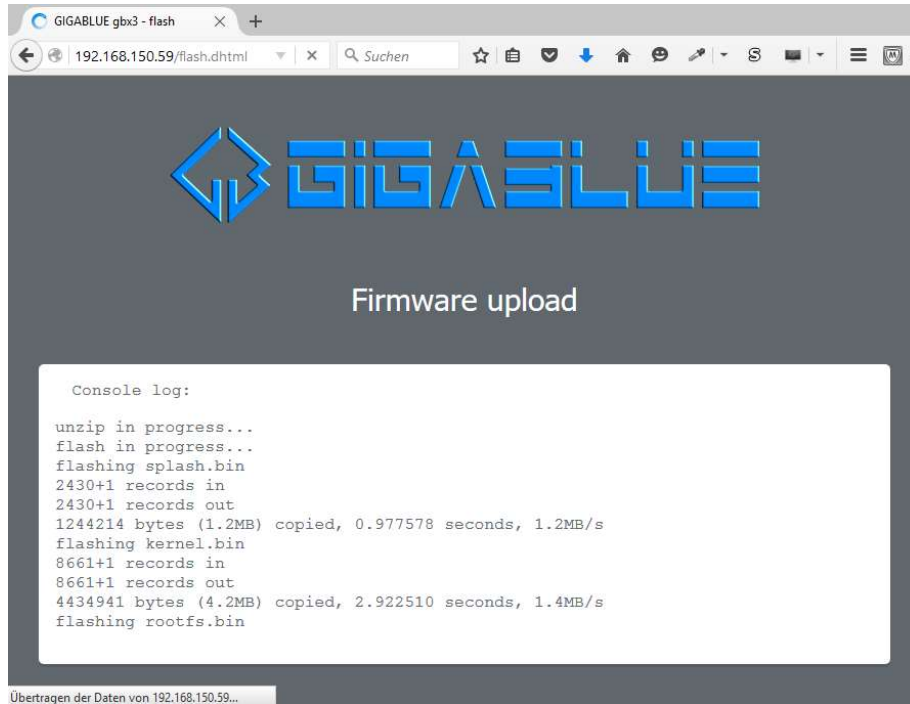 GIGABLUE gbx3 - flash
192.168.150.59/flash.dhtml
Suchen
GIGABLUE
Firmware upload
Console log:
unzip in progress...
flash in progress...
flashing splash.bin
2430+1 records in
2430+1 records out
1244214 bytes (1.2MB) copied, 0.977578 seconds, 1.2MB/s
flashing kernel.bin
8661+1 records in
8661+1 records out
4434941 bytes (4.2MB) copied, 2.922510 seconds, 1.4MB/s
flashing rootfs.bin
Übertragen der Daten von 192.168.150.59...